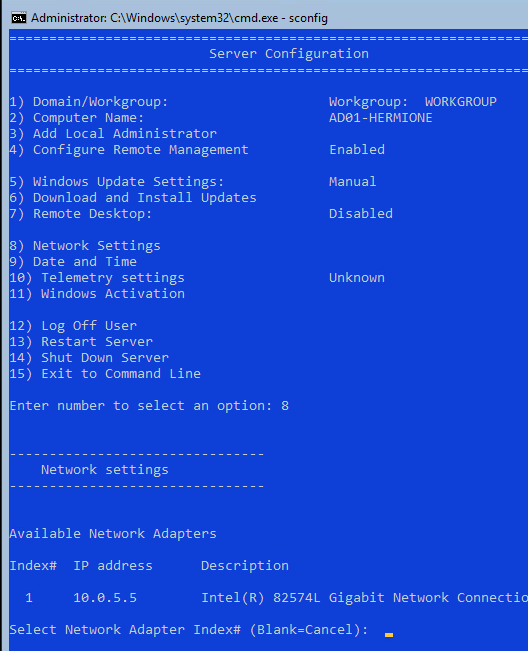 Administrator: C:\Windows\system32\cmd.exe - sconfig
===============================================================
Server Configuration
===============================================================
1) Domain/Workgroup: Workgroup: WORKGROUP
2) Computer Name: AD01-HERMIONE
3) Add Local Administrator
4) Configure Remote Management Enabled
5) Windows Update Settings: Manual
6) Download and Install Updates
7) Remote Desktop: Disabled
8) Network Settings
9) Date and Time
10) Telemetry settings Unknown
11) Windows Activation
12) Log Off User
13) Restart Server
14) Shut Down Server
15) Exit to Command Line
Enter number to select an option: 8
--------------------------------
Network settings
--------------------------------
Available Network Adapters
Index# IP address Description
1 10.0.5.5 Intel(R) 82574L Gigabit Network Connectio
Select Network Adapter Index# (Blank=Cancel):